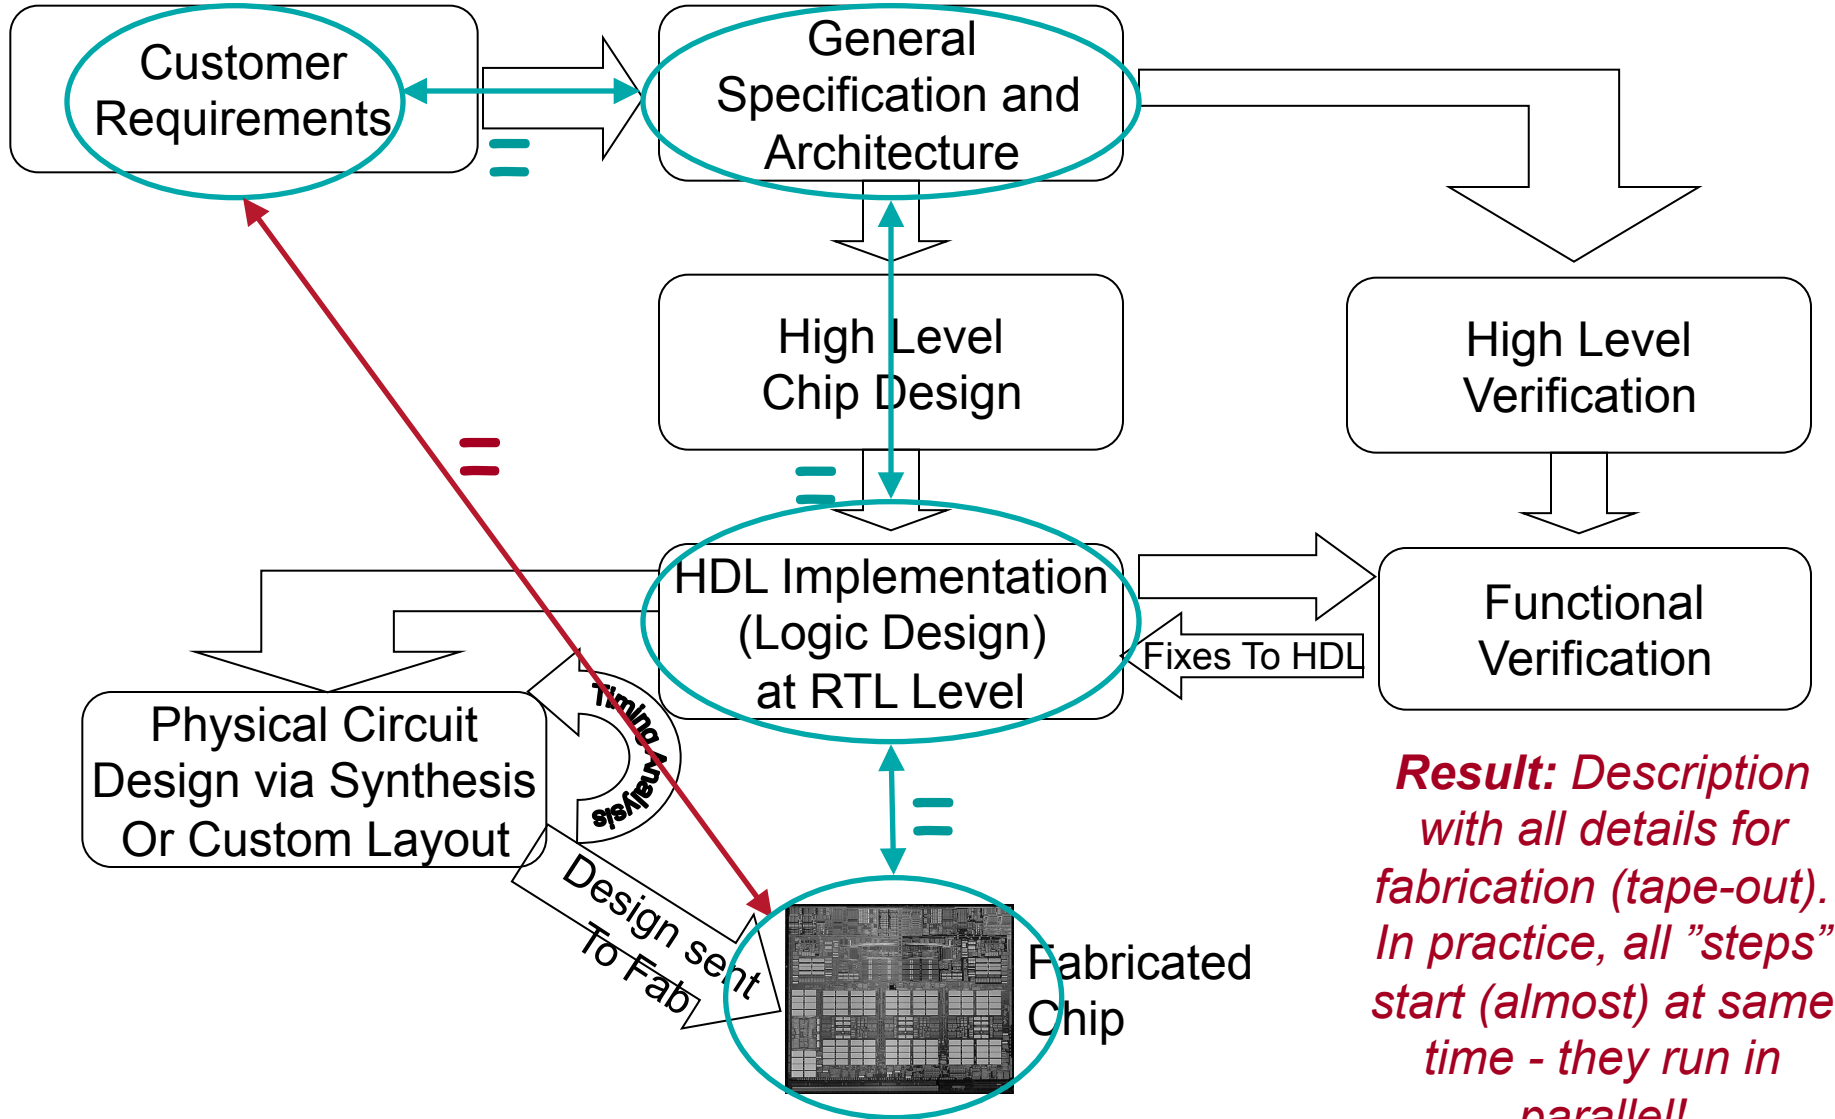 Customer
Requirements
General
Specification and
Architecture
=
High Level
Chip Design
High Level
Verification
=
=
HDL Implementation
(Logic Design)
at RTL Level
Functional
Verification
Fixes To HDL
Timing Analysis
Physical Circuit
Design via Synthesis
Or Custom Layout
=
Design sent
To Fab
Fabricated
Chip
Result: Description
with all details for
fabrication (tape-out).
In practice, all ”steps”
start (almost) at same
time - they run in
parallel!